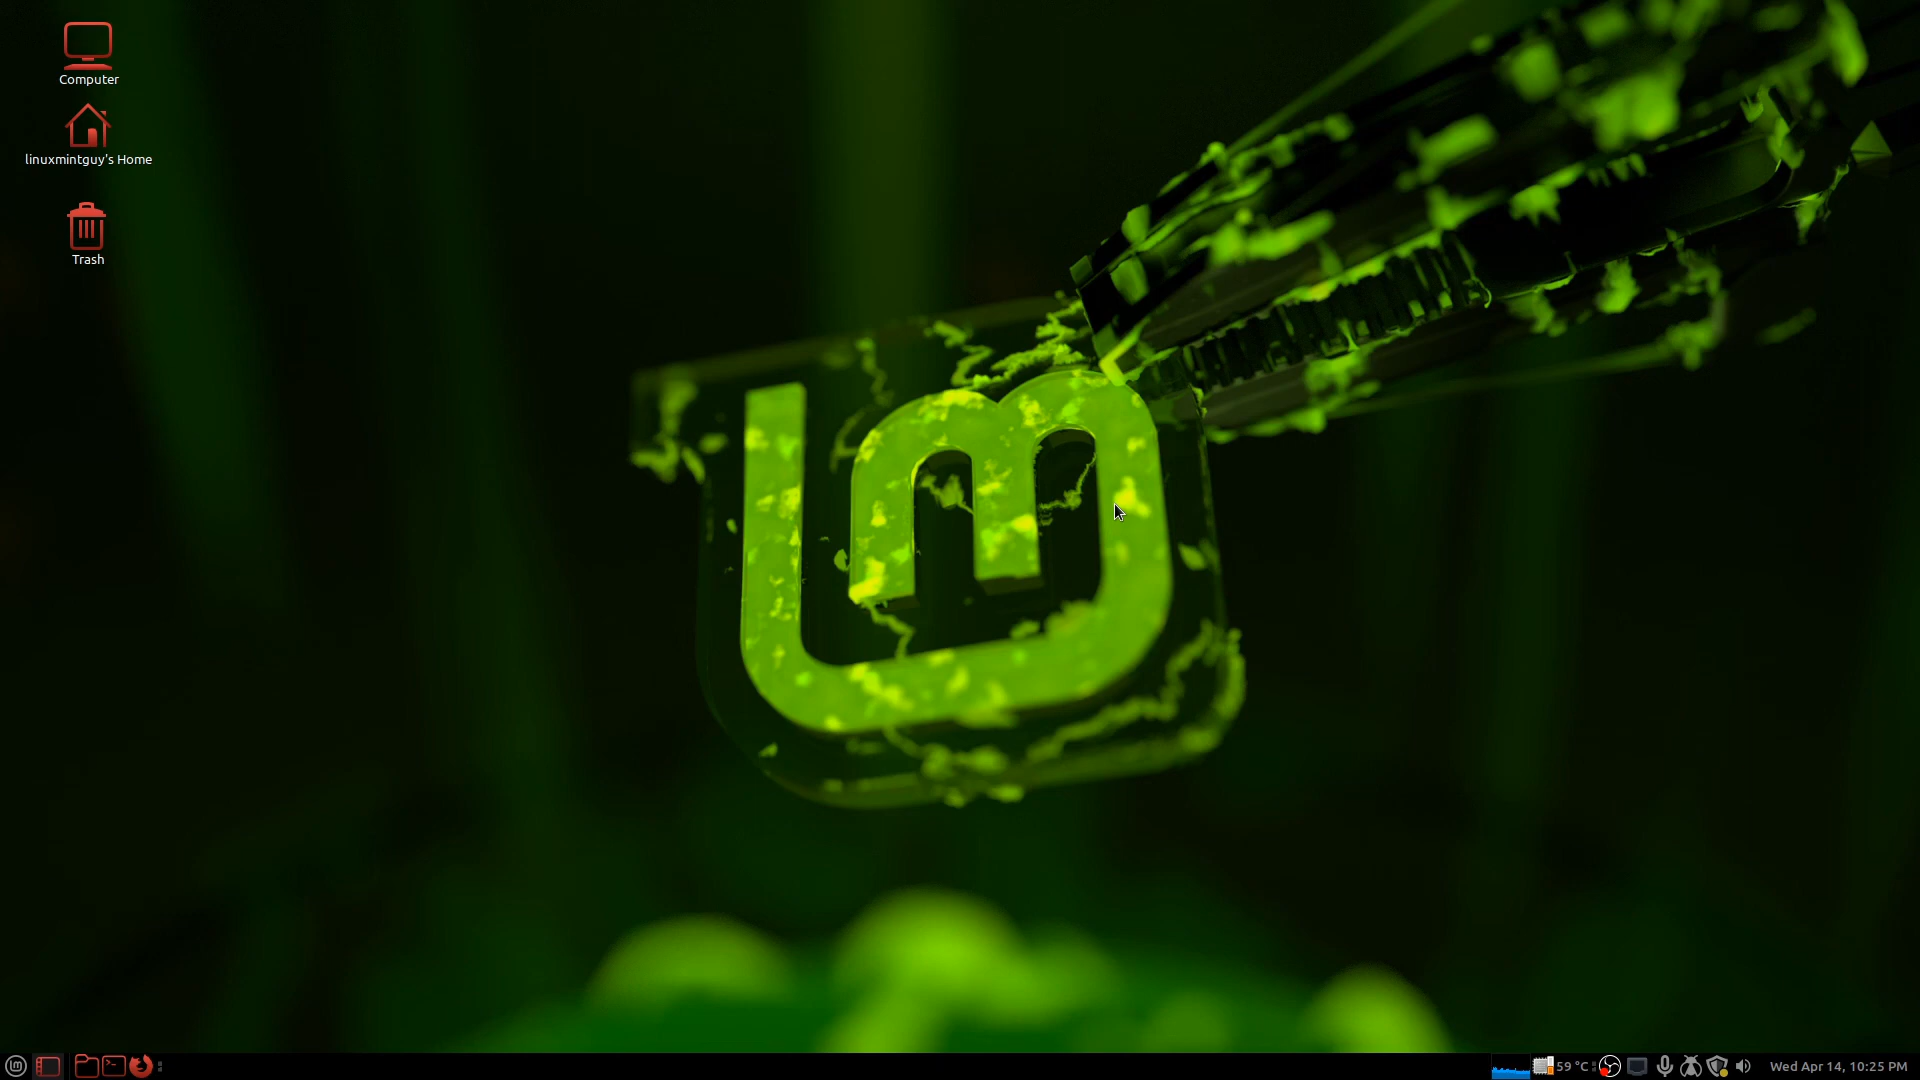 Computer
linuxmintguy's Home
Trash
59 °C
Wed Apr 14, 10:25 PM